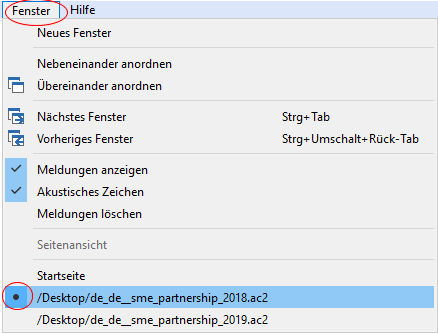 Fenster Hilfe
Neues Fenster
Nebeneinander anordnen
Übereinander anordnen
Nächstes Fenster Strg+Tab
Vorheriges Fenster Strg+Umschalt+Rück-Tab
Meldungen anzeigen
Akustisches Zeichen
Meldungen löschen
Seitenansicht
Startseite
/Desktop/de_de__sme_partnership_2018.ac2
/Desktop/de_de__sme_partnership_2019.ac2